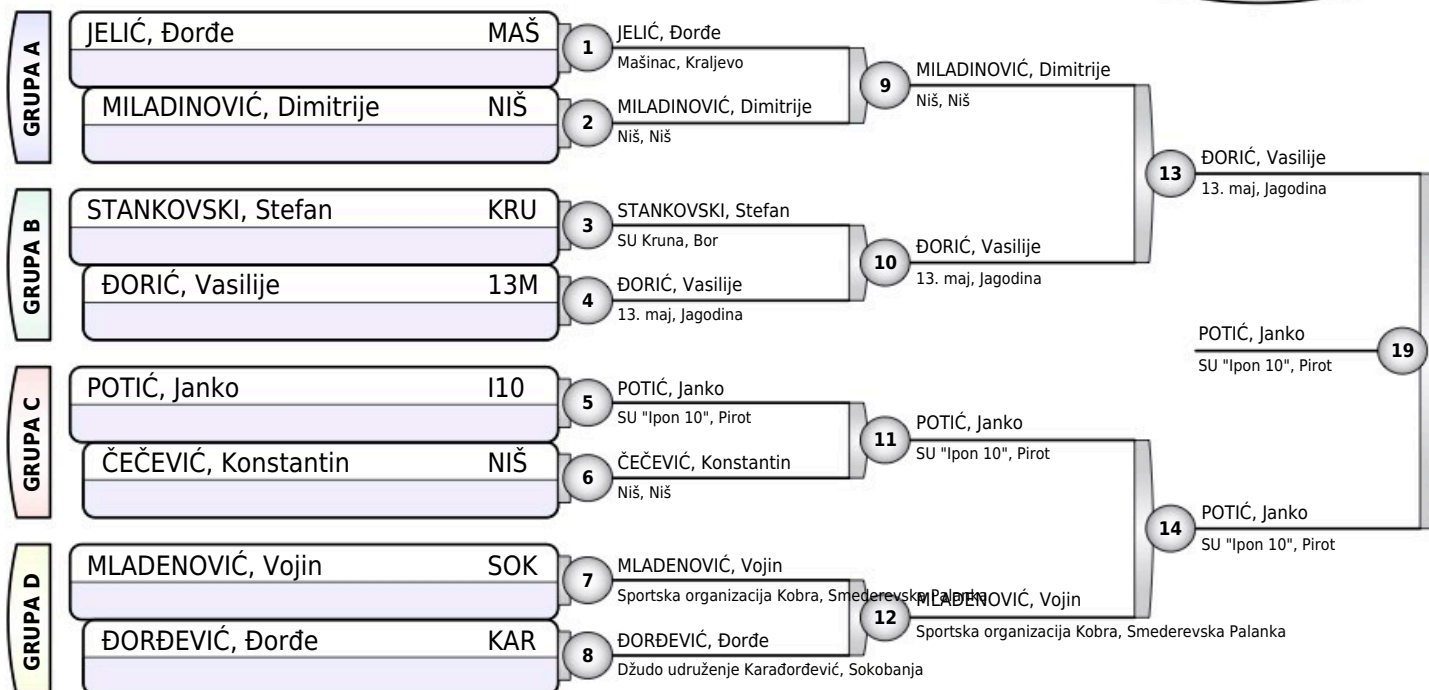 GRUPA A
JELIĆ, Đorđe MAŠ
MILADINOVIĆ, Dimitrije NIŠ
1
JELIĆ, Đorđe
Mašinac, Kraljevo
2
MILADINOVIĆ, Dimitrije
Niš, Niš
9
MILADINOVIĆ, Dimitrije
Niš, Niš
GRUPA B
STANKOVSKI, Stefan KRU
ĐORIĆ, Vasilije 13M
3
STANKOVSKI, Stefan
SU Kruna, Bor
4
ĐORIĆ, Vasilije
13. maj, Jagodina
10
ĐORIĆ, Vasilije
13. maj, Jagodina
13
ĐORIĆ, Vasilije
13. maj, Jagodina
GRUPA C
POTIĆ, Janko I10
ČEČEVIĆ, Konstantin NIŠ
5
POTIĆ, Janko
SU "Ipon 10", Pirot
6
ČEČEVIĆ, Konstantin
Niš, Niš
11
POTIĆ, Janko
SU "Ipon 10", Pirot
GRUPA D
MLADENOVIĆ, Vojin SOK
ĐORĐEVIĆ, Đorđe KAR
7
MLADENOVIĆ, Vojin
Sportska organizacija Kobra, Smederevska Palanka
8
ĐORĐEVIĆ, Đorđe
Džudo udruženje Karađorđević, Sokobanja
12
MLADENOVIĆ, Vojin
Sportska organizacija Kobra, Smederevska Palanka
14
POTIĆ, Janko
SU "Ipon 10", Pirot
POTIĆ, Janko
SU "Ipon 10", Pirot
19